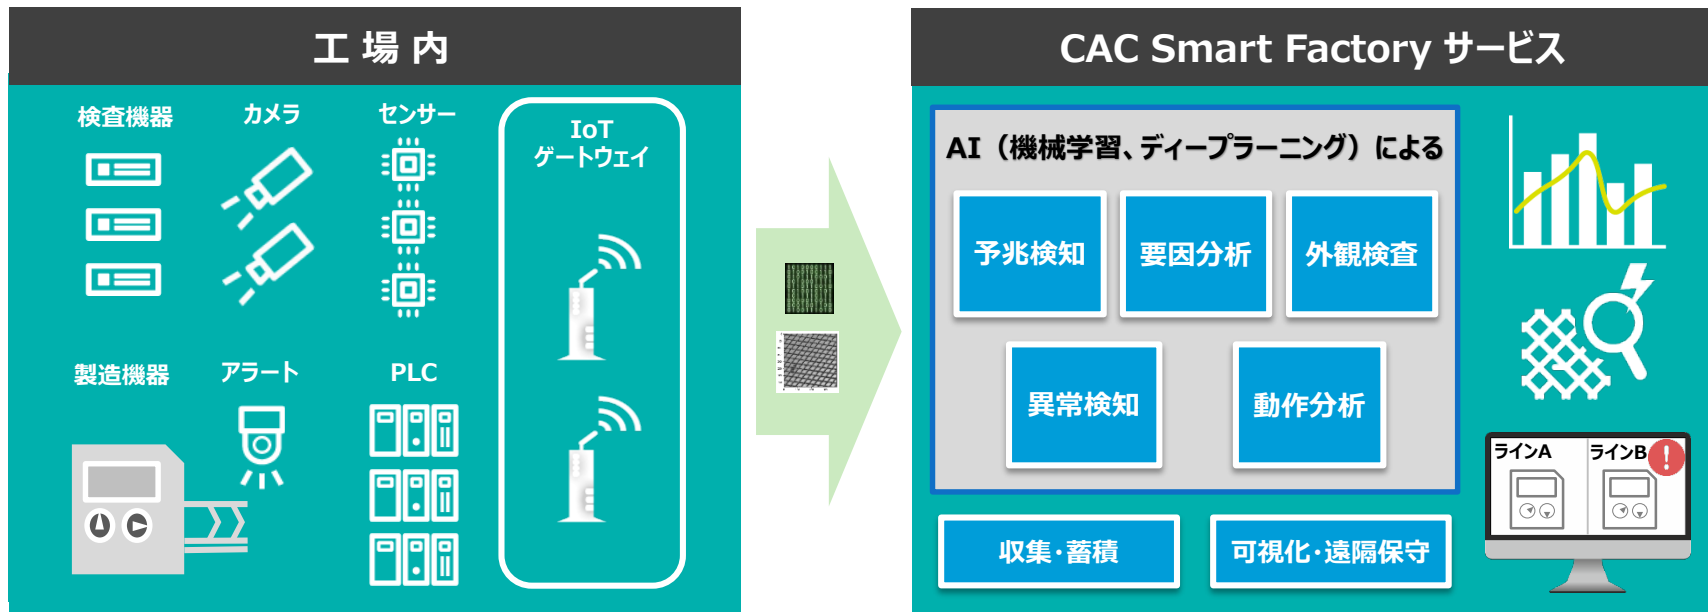 工場内
検査機器
カメラ
センサー
IoT
ゲートウェイ
製造機器
アラート
PLC
CAC Smart Factory サービス
AI（機械学習、ディープラーニング）による
予兆検知
要因分析
外観検査
異常検知
動作分析
収集・蓄積
可視化・遠隔保守
ラインA
ラインB
!